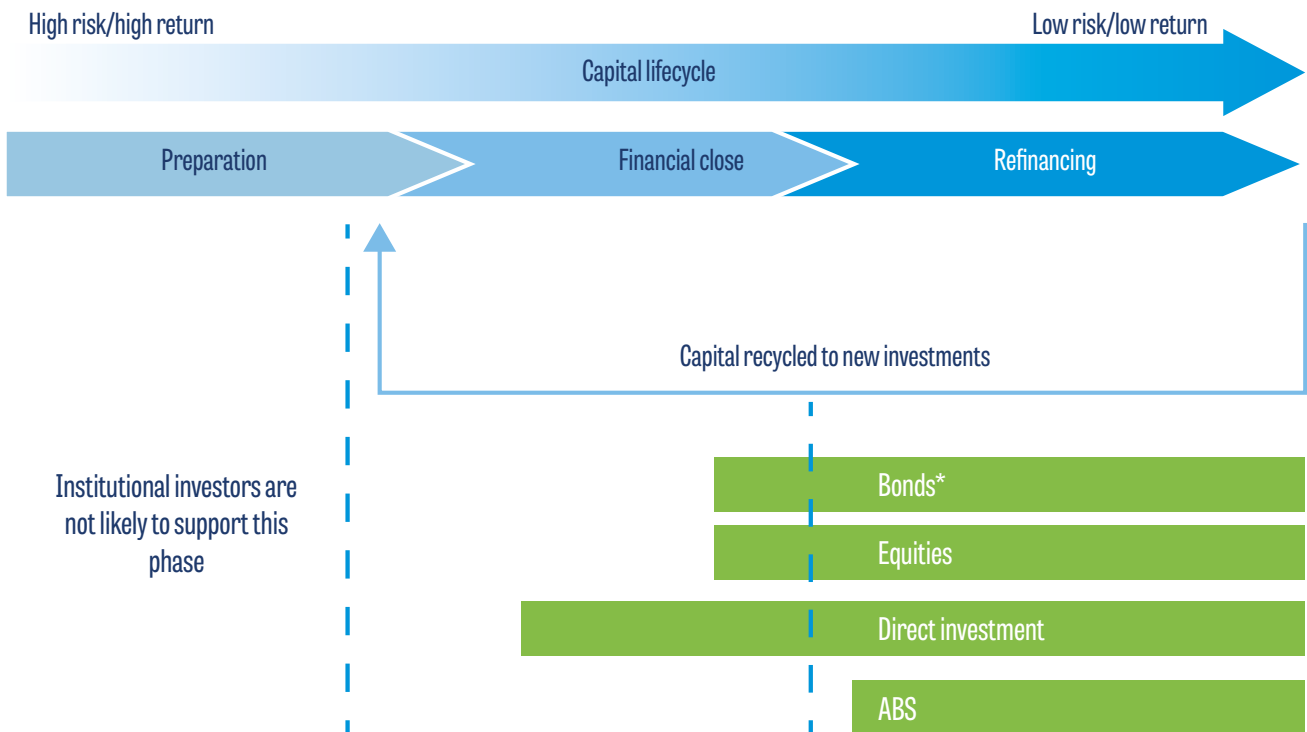 High risk/high return
Low risk/low return
Capital lifecycle
Preparation
Financial close
Refinancing
Capital recycled to new investments
Institutional investors are
not likely to support this
phase
Bonds*
Equities
Direct investment
ABS